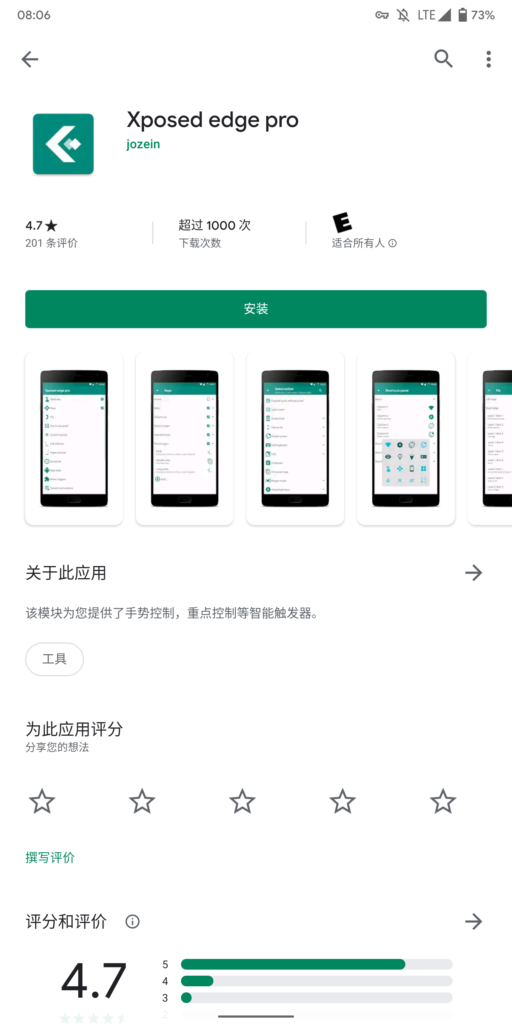 08:06
LTE 73%
Xposed edge pro
jozein
4.7★
201 条评价
超过 1000 次
下载次数
E
适合所有人
安装
Xposed edge pro
关于此应用
该模块为您提供了手势控制，重点控制等智能触发器。
工具
为此应用评分
分享您的想法
撰写评价
评分和评价
4.7
5
4
3
2